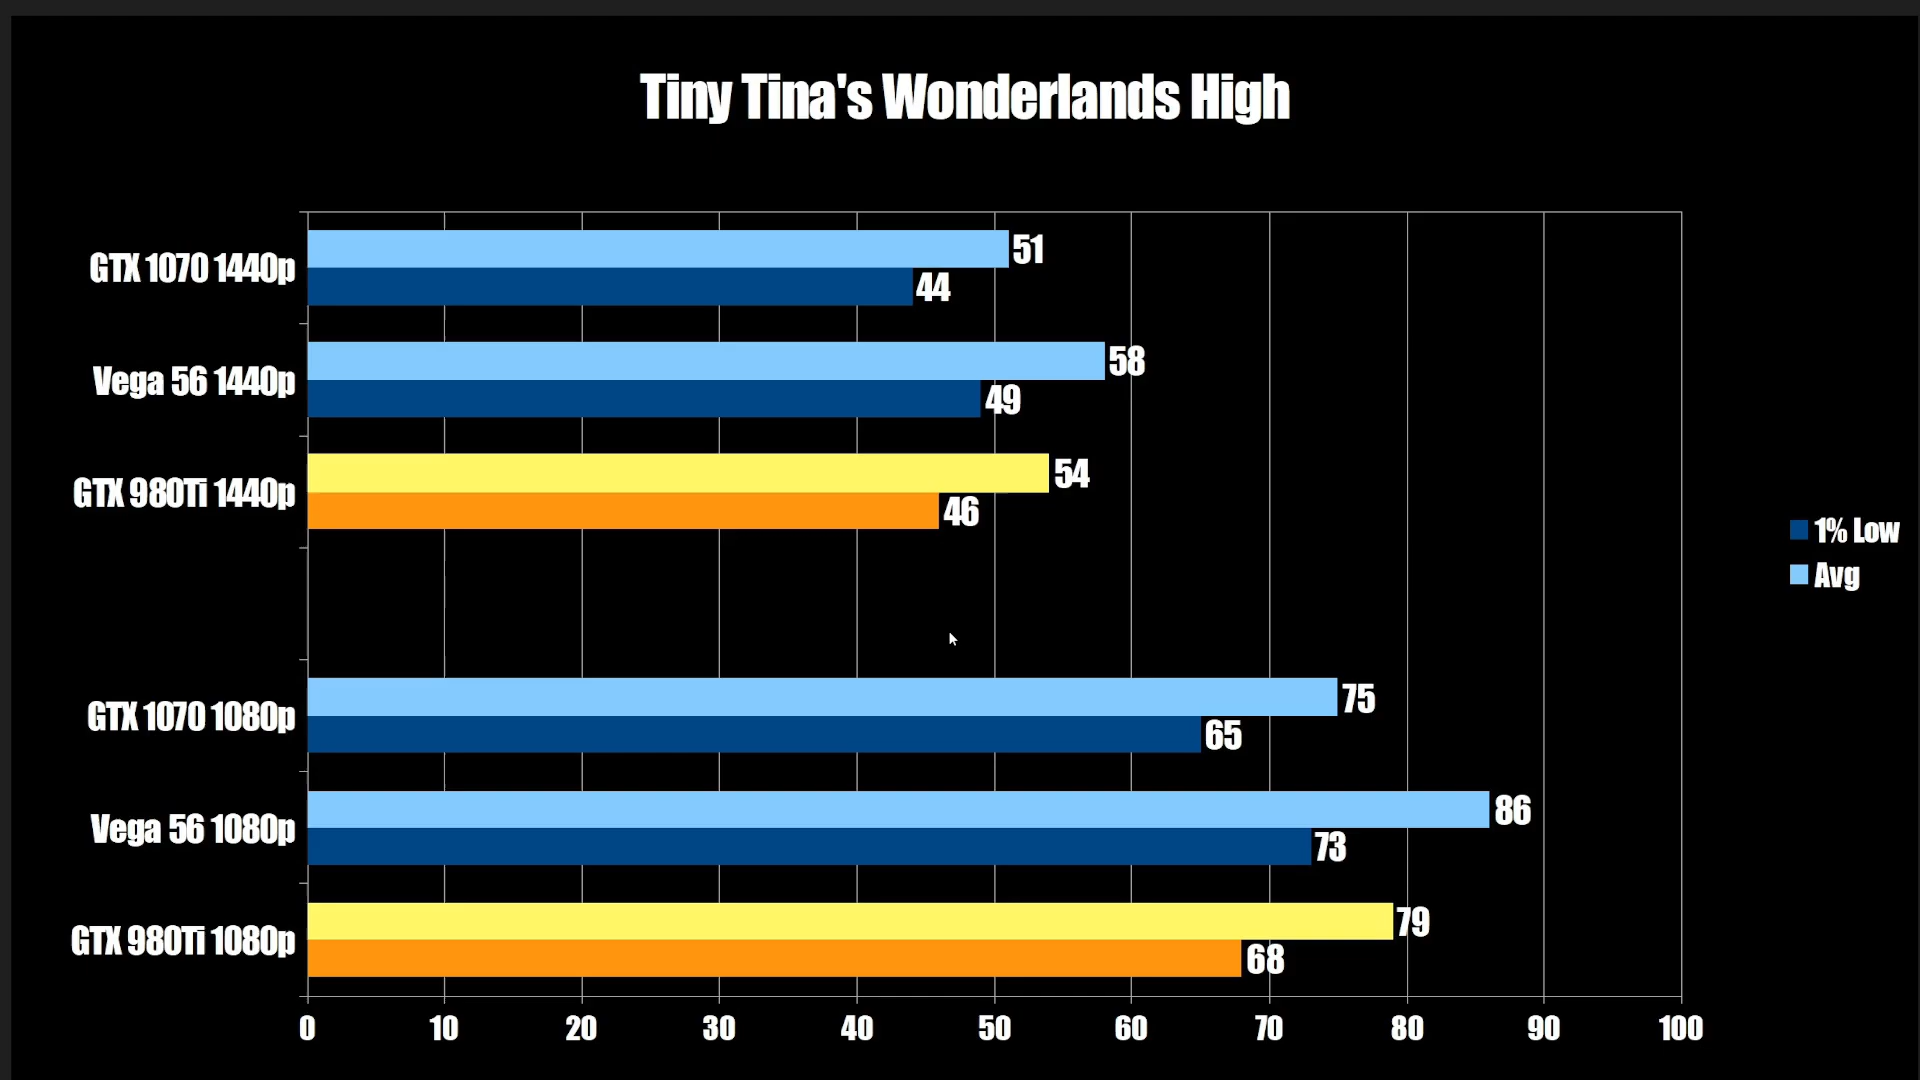 Tiny Tina's Wonderlands High
GTX 1070 1440p
51
44
Vega 56 1440p
58
49
GTX 980Ti 1440p
54
46
1% Low
Avg
GTX 1070 1080p
75
65
Vega 56 1080p
86
73
GTX 980Ti 1080p
79
68
0 10 20 30 40 50 60 70 80 90 100